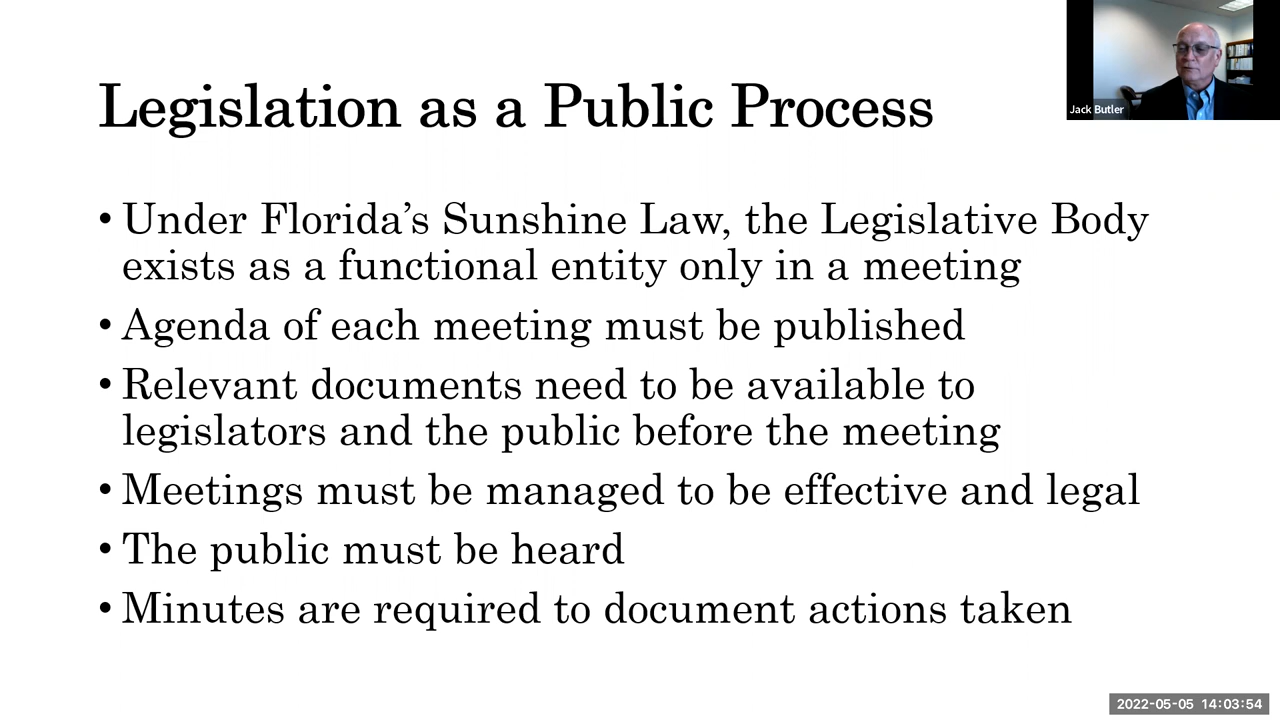 Legislation as a Public Process
Jack Butler
• Under Florida’s Sunshine Law, the Legislative Body
exists as a functional entity only in a meeting
• Agenda of each meeting must be published
• Relevant documents need to be available to
legislators and the public before the meeting
• Meetings must be managed to be effective and legal
• The public must be heard
• Minutes are required to document actions taken
2022-05-05 14:03:54